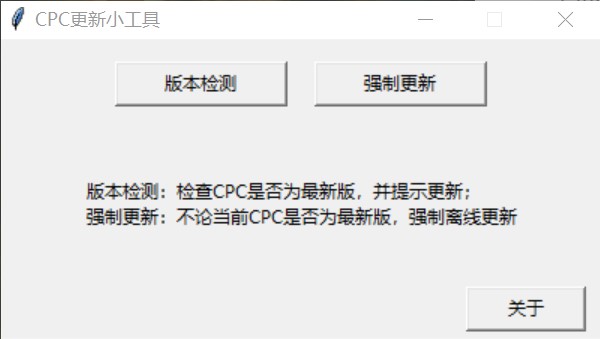 CPC更新小工具
版本检测
强制更新
版本检测：检查CPC是否为最新版，并提示更新；
强制更新：不论当前CPC是否为最新版，强制离线更新
关于